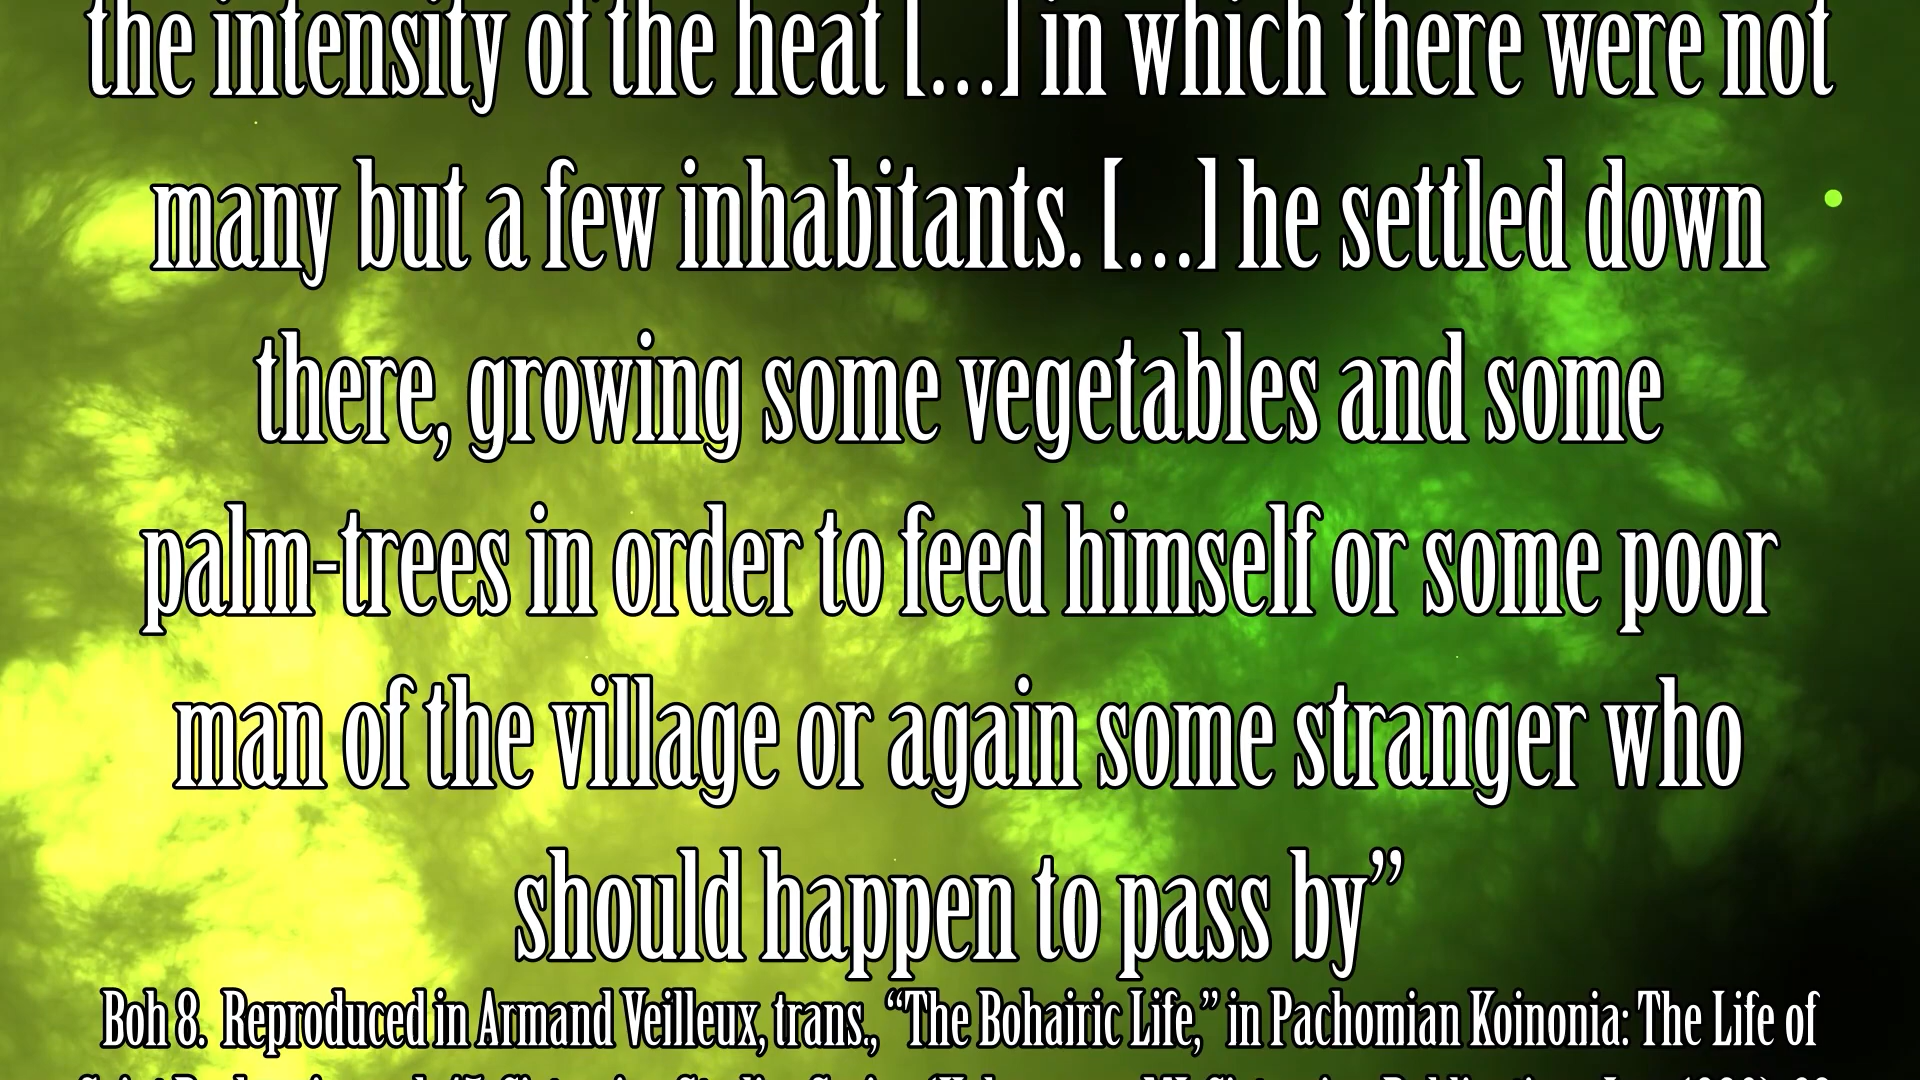 the intensity of the heat […] in which there were not
many but a few inhabitants. […] he settled down
there, growing some vegetables and some
palm-trees in order to feed himself or some poor
man of the village or again some stranger who
should happen to pass by”
Boh 8. Reproduced in Armand Veilleux, trans., “The Bohairic Life,” in Pachomian Koinonia: The Life of